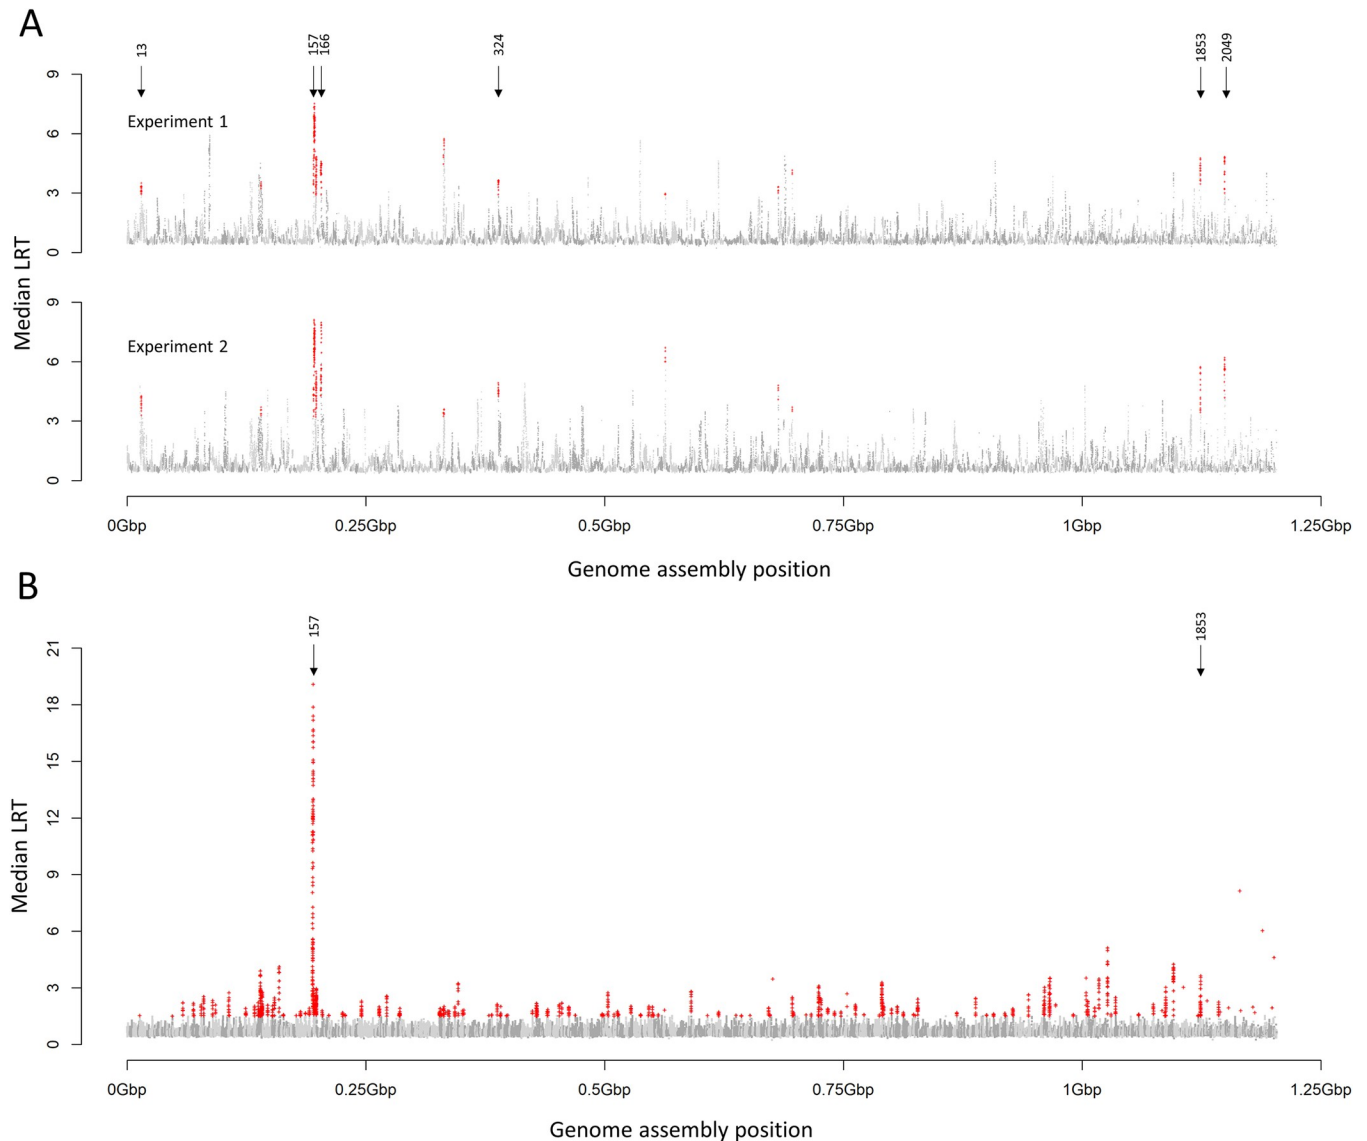 A
13 157 166 324 1853 2049
9
Experiment 1
6
3
0
Median LRT
9
Experiment 2
6
3
0
0Gbp 0.25Gbp 0.5Gbp 0.75Gbp 1Gbp 1.25Gbp
Genome assembly position
B
157 1853
21
18
15
12
9
6
3
0
Median LRT
0Gbp 0.25Gbp 0.5Gbp 0.75Gbp 1Gbp 1.25Gbp
Genome assembly position